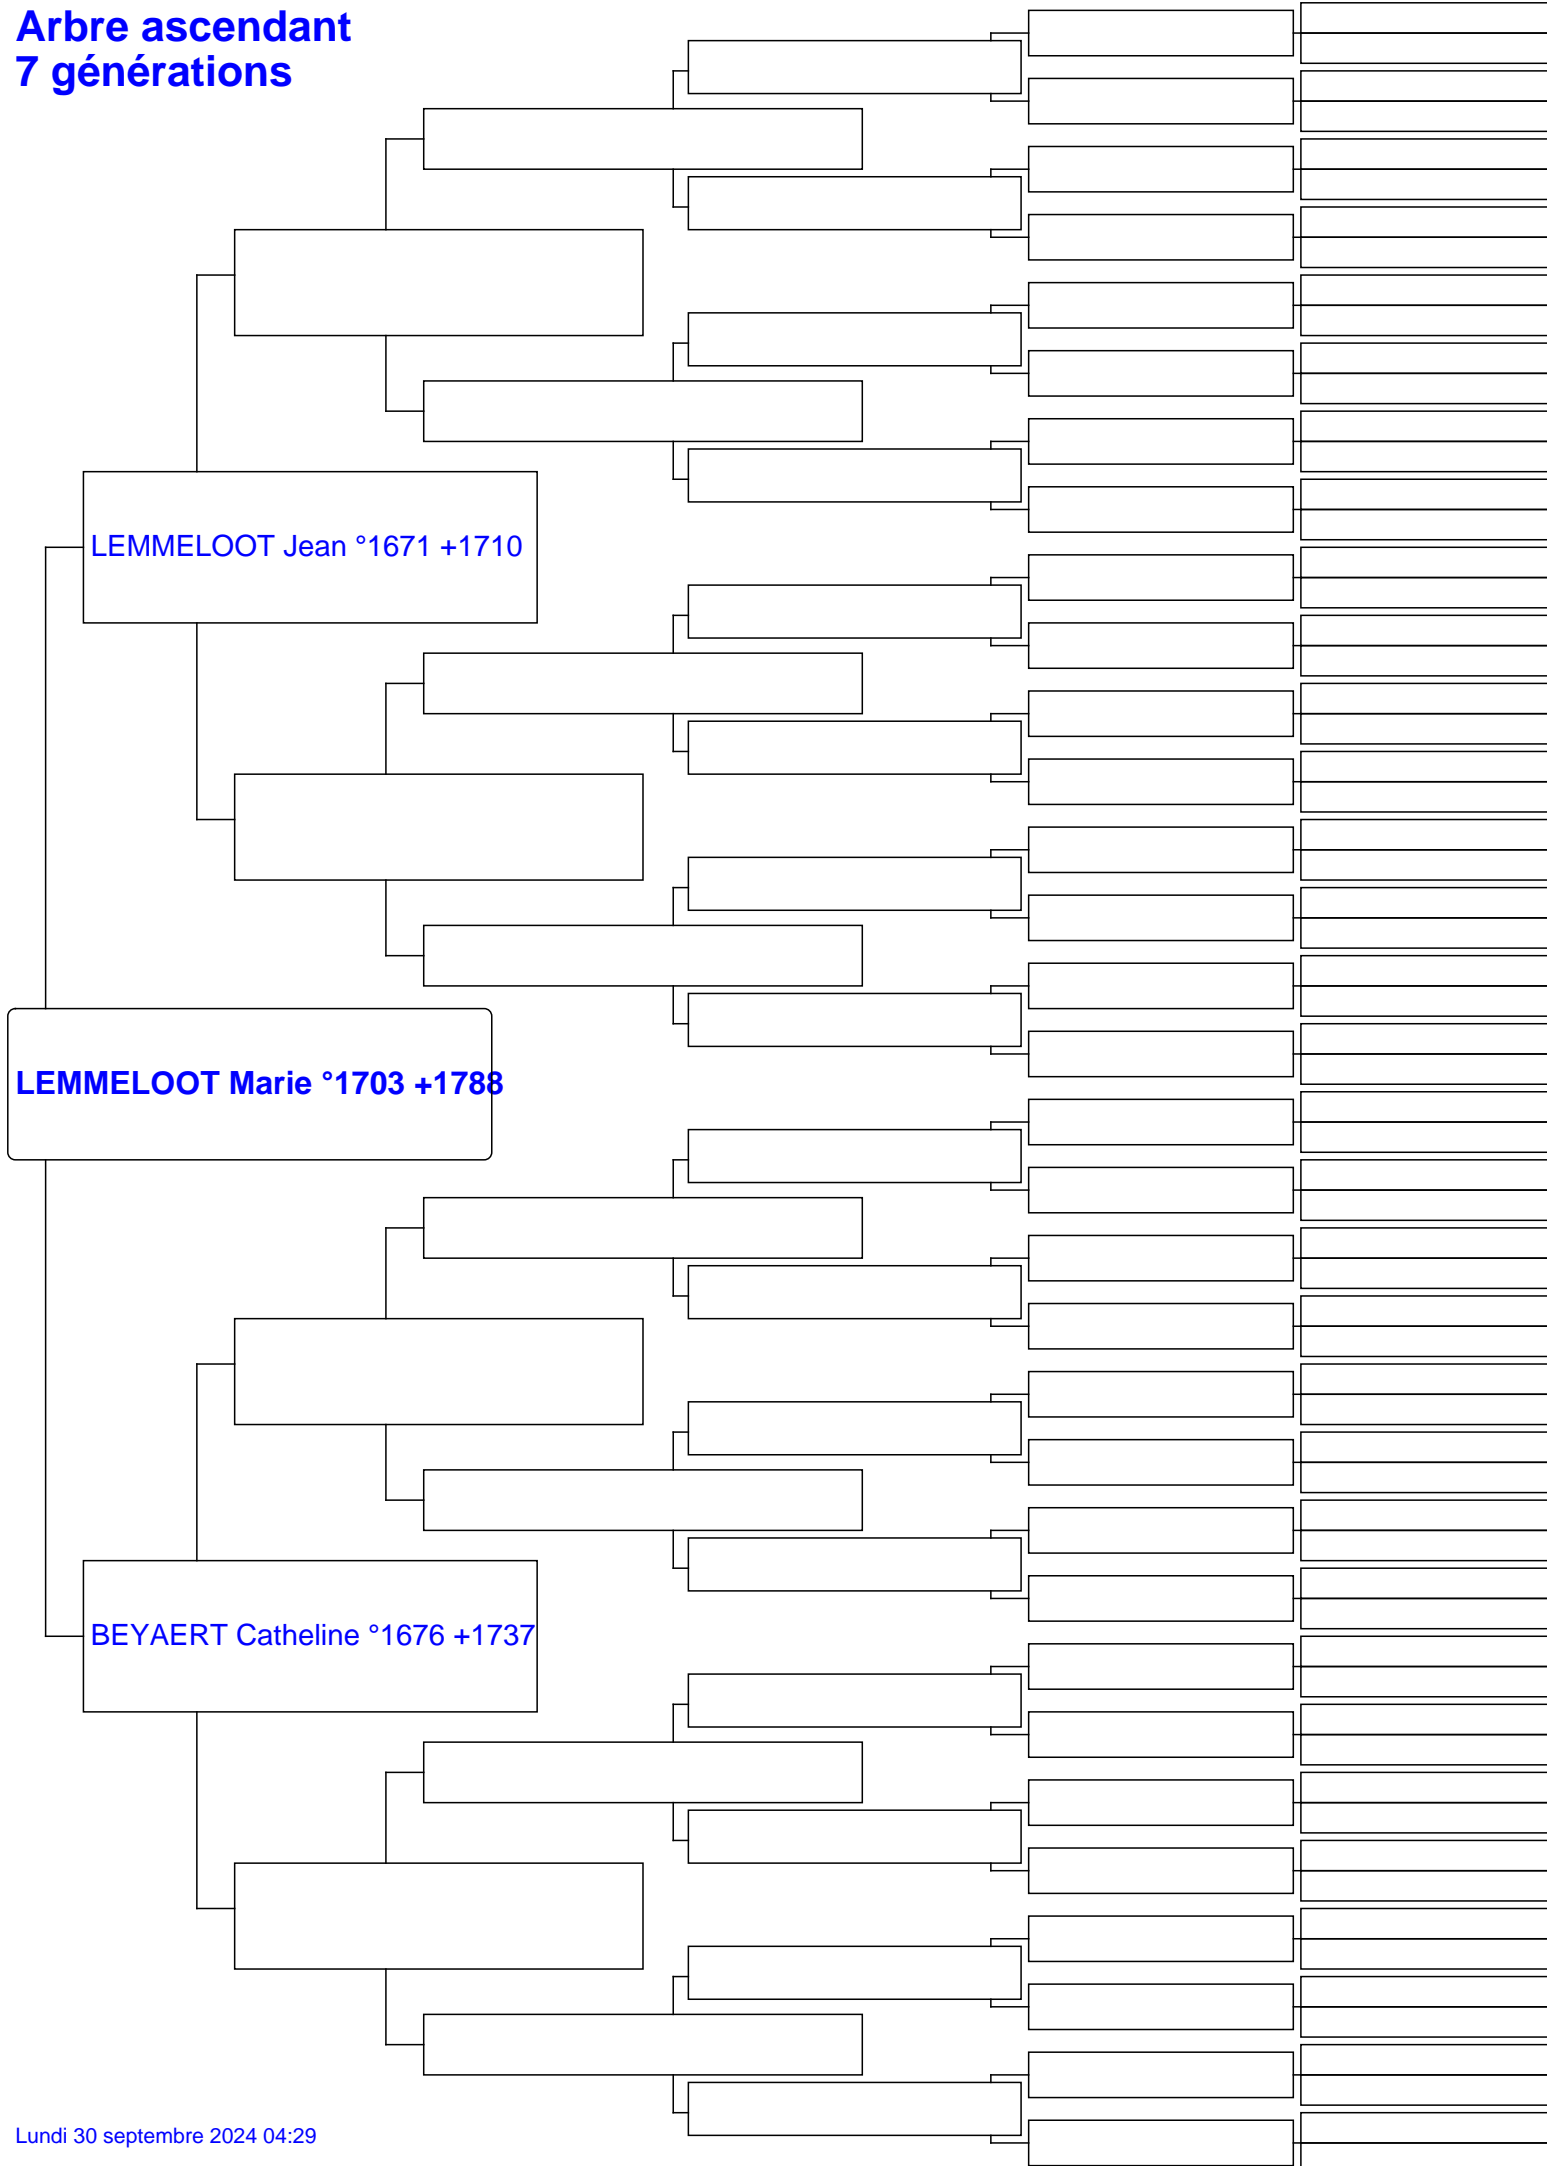 Arbre ascendant
7 générations
LEMMELOOT Jean °1671 +1710
LEMMELOOT Marie °1703 +1788
BEYAERT Catheline °1676 +1737
Lundi 30 septembre 2024 04:29